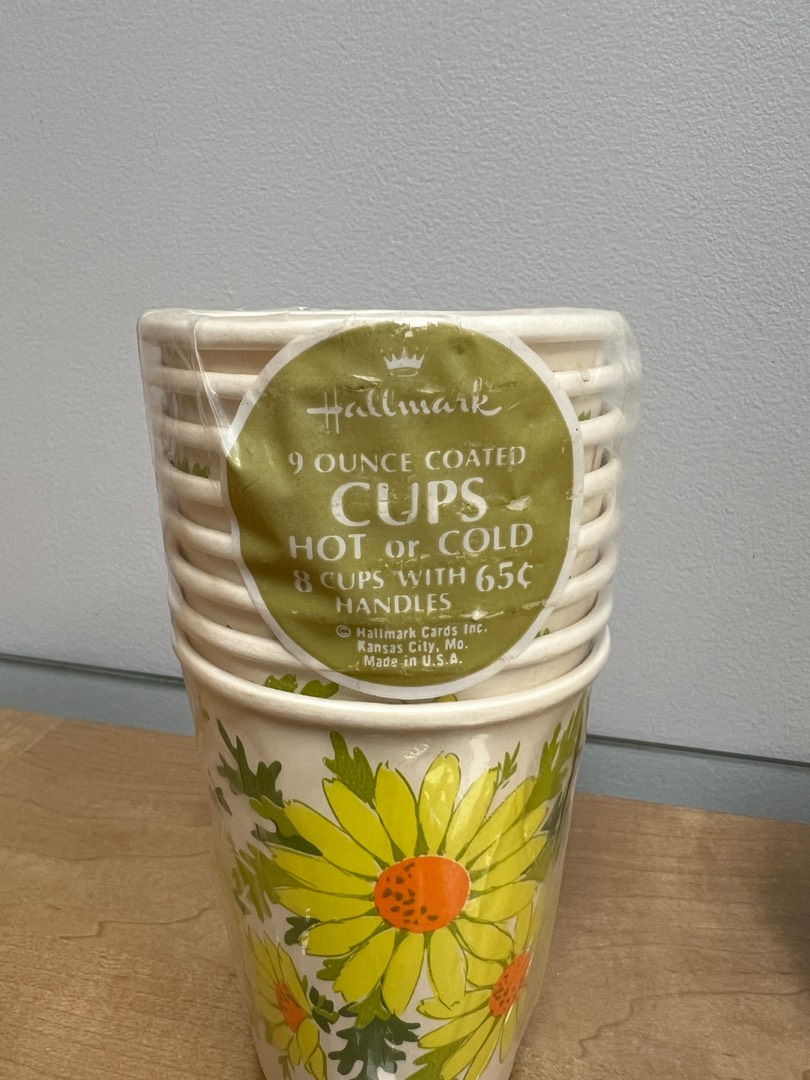 Hallmark
9 OUNCE COATED
CUPS
HOT or COLD
8 CUPS WITH 65¢
HANDLES
© Hallmark Cards Inc.
Kansas City, Mo.
Made in U.S.A.